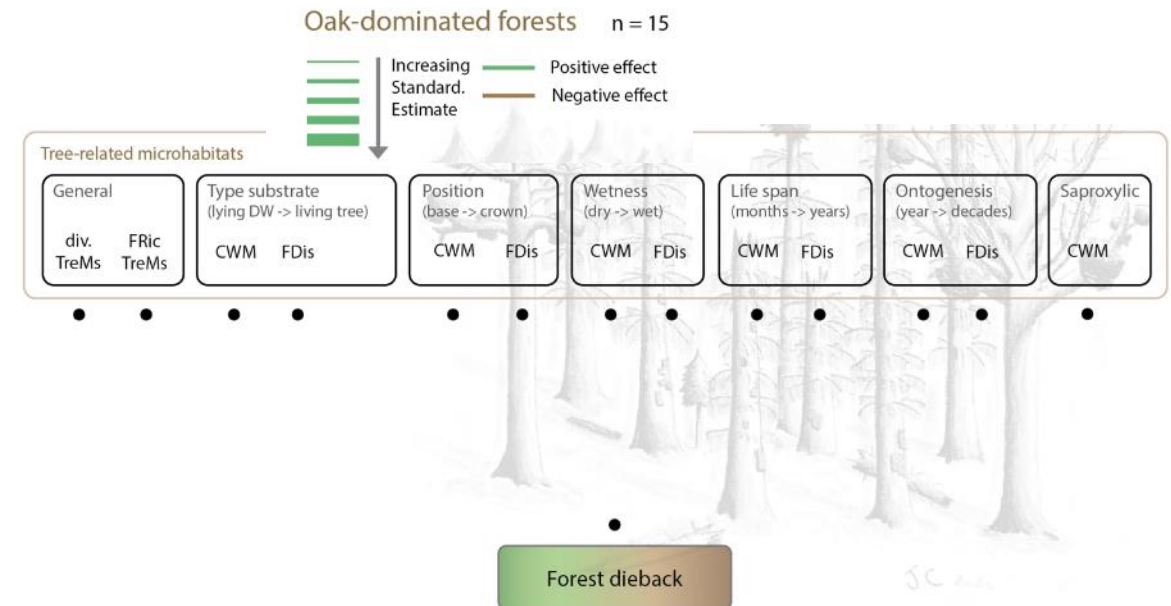 Oak-dominated forests n = 15
Increasing
Standard.
Estimate
Positive effect
Negative effect
Tree-related microhabitats
General
div.
TreMs
FRic
TreMs
Type substrate
(lying DW -> living tree)
CWM FDis
Position
(base -> crown)
CWM FDis
Wetness
(dry -> wet)
CWM FDis
Life span
(months -> years)
CWM FDis
Ontogenesis
(year -> decades)
CWM FDis
Saproxylic
CWM
Forest dieback
JC